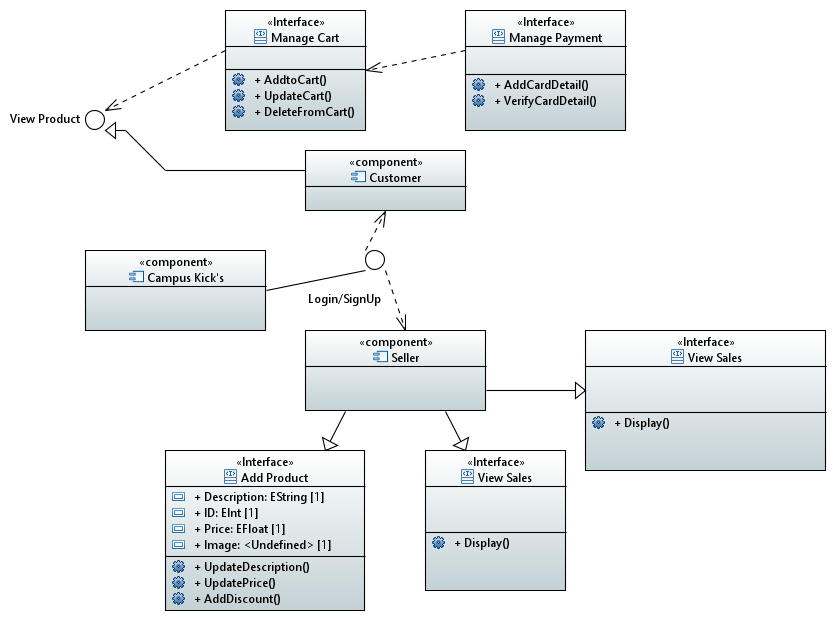 «Interface»
Manage Cart
+ AddtoCart()
+ UpdateCart()
+ DeleteFromCart()
«Interface»
Manage Payment
+ AddCardDetail()
+ VerifyCardDetail()
View Product
«component»
Customer
«component»
Campus Kick's
Login/SignUp
«component»
Seller
«Interface»
View Sales
+ Display()
«Interface»
Add Product
+ Description: EString [1]
+ ID: EInt [1]
+ Price: EFloat [1]
+ Image: <Undefined> [1]
+ UpdateDescription()
+ UpdatePrice()
+ AddDiscount()
«Interface»
View Sales
+ Display()